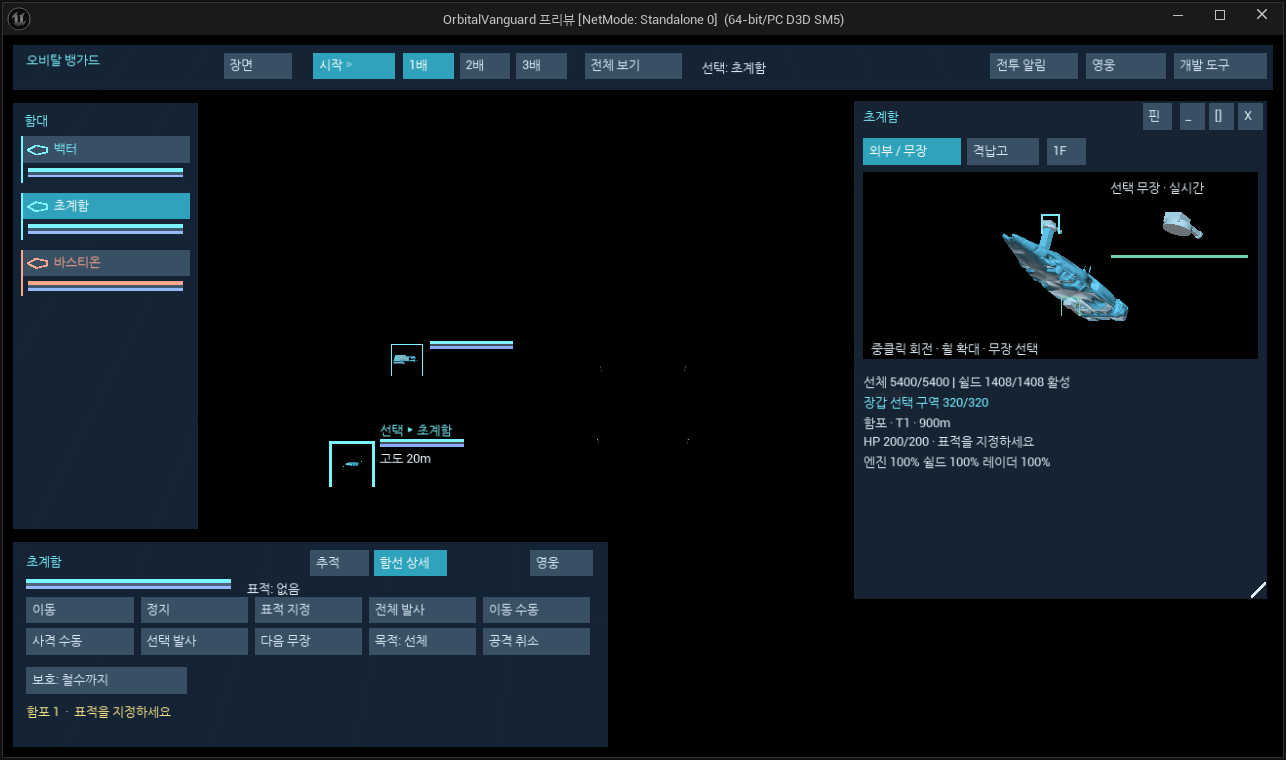 OrbitalVanguard 프리뷰 [NetMode: Standalone 0] (64-bit/PC D3D SM5)
오비탈 뱅가드
장면
시작 ▶
1배
2배
3배
전체 보기
선택: 초계함
전투 알림
영웅
개발 도구
함대
백터
초계함
바스티온
선택 ▶ 초계함
고도 20m
초계함
핀
_
[]
X
외부 / 무장
격납고
1F
선택 무장 · 실시간
중클릭 회전 · 휠 확대 · 무장 선택
선체 5400/5400 | 쉴드 1408/1408 활성
장갑 선택 구역 320/320
함포 · T1 · 900m
HP 200/200 · 표적을 지정하세요
엔진 100% 쉴드 100% 레이더 100%
초계함
추적
함선 상세
영웅
표적: 없음
이동
정지
표적 지정
전체 발사
이동 수동
사격 수동
선택 발사
다음 무장
목적: 선체
공격 취소
보호: 철수까지
함포 1 · 표적을 지정하세요